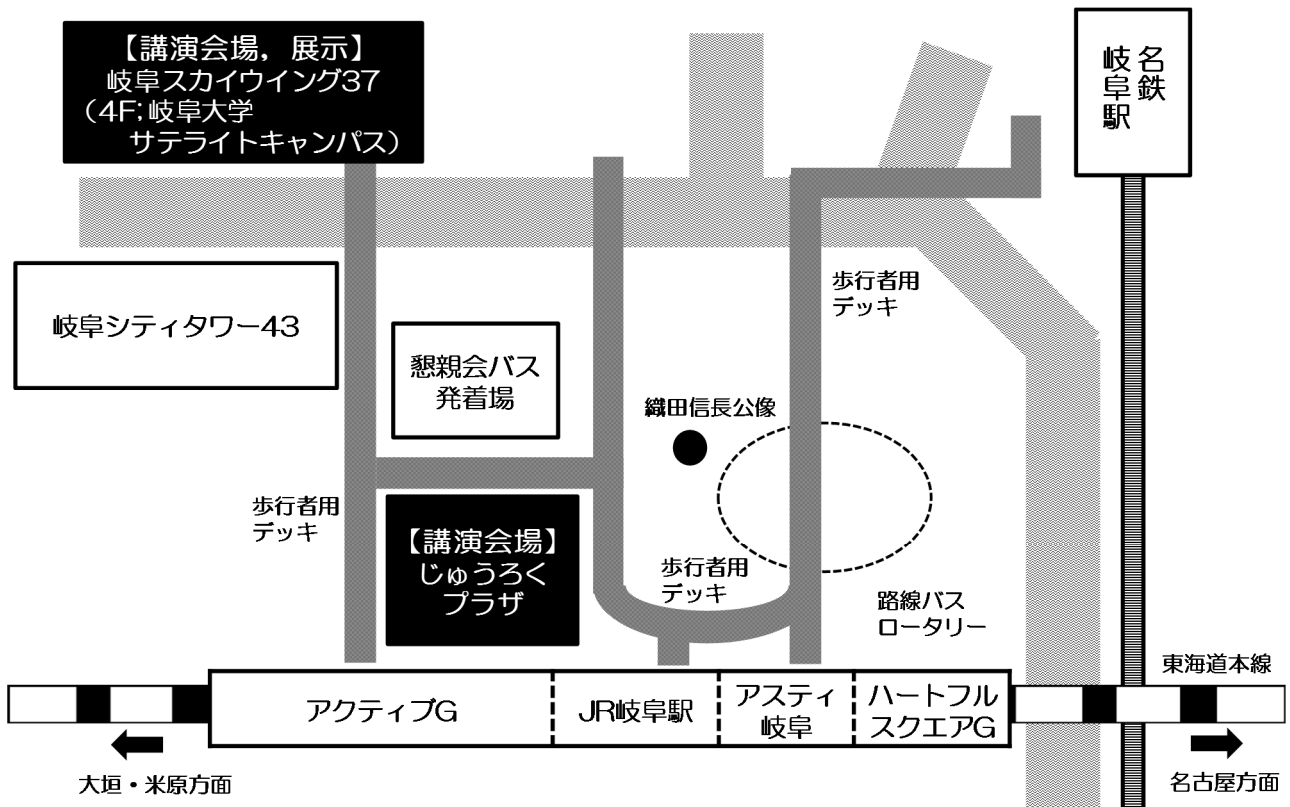 【講演会場，展示】
岐阜スカイウイング37
（4F;岐阜大学
サテライトキャンパス）
名鉄
岐阜駅
歩行者用
デッキ
岐阜シティタワー43
懇親会バス
発着場
織田信長公像
歩行者用
デッキ
【講演会場】
じゅうろく
プラザ
歩行者用
デッキ
路線バス
ロータリー
東海道本線
アクティブG
JR岐阜駅
アスティ
岐阜
ハートフル
スクエアG
大垣・米原方面
名古屋方面